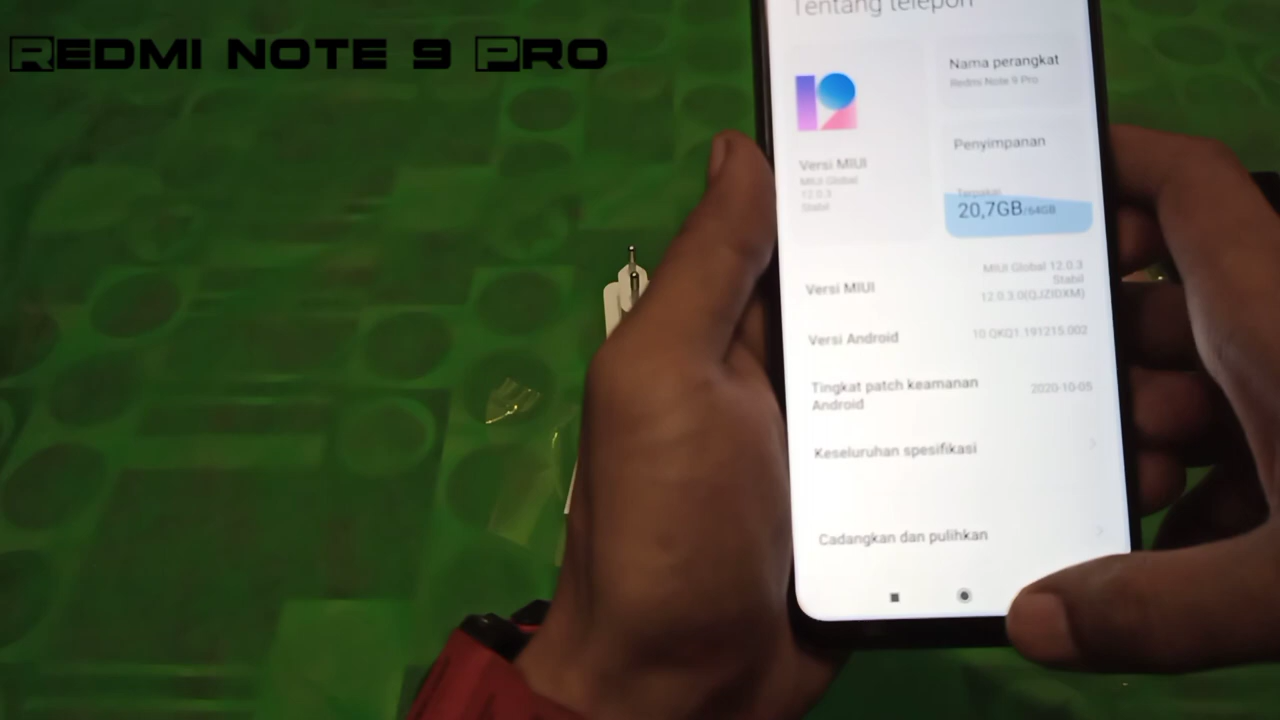 REDMI NOTE 9 PRO
Tentang telepon
Nama perangkat
Redmi Note 9 Pro
Versi MIUI
MIUI Global
12.0.3
Stabil
Penyimpanan
Terpakai
20,7GB/64GB
Versi MIUI
MIUI Global 12.0.3
Stabil
12.0.3.0(QJZIDXM)
Versi Android
10 QKQ1.191215.002
Tingkat patch keamanan
Android
2020-10-05
Keseluruhan spesifikasi
Cadangkan dan pulihkan